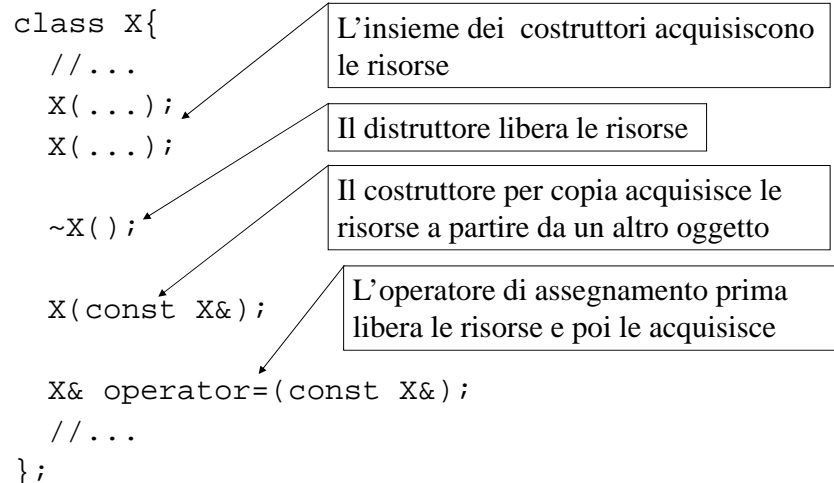 class X{
L'insieme dei costruttori acquisiscono
le risorse
//...
X(...);
X(...);
Il distruttore libera le risorse
~X();
Il costruttore per copia acquisisce le
risorse a partire da un altro oggetto
X(const X&);
L'operatore di assegnamento prima
libera le risorse e poi le acquisisce
X& operator=(const X&);
//...
};